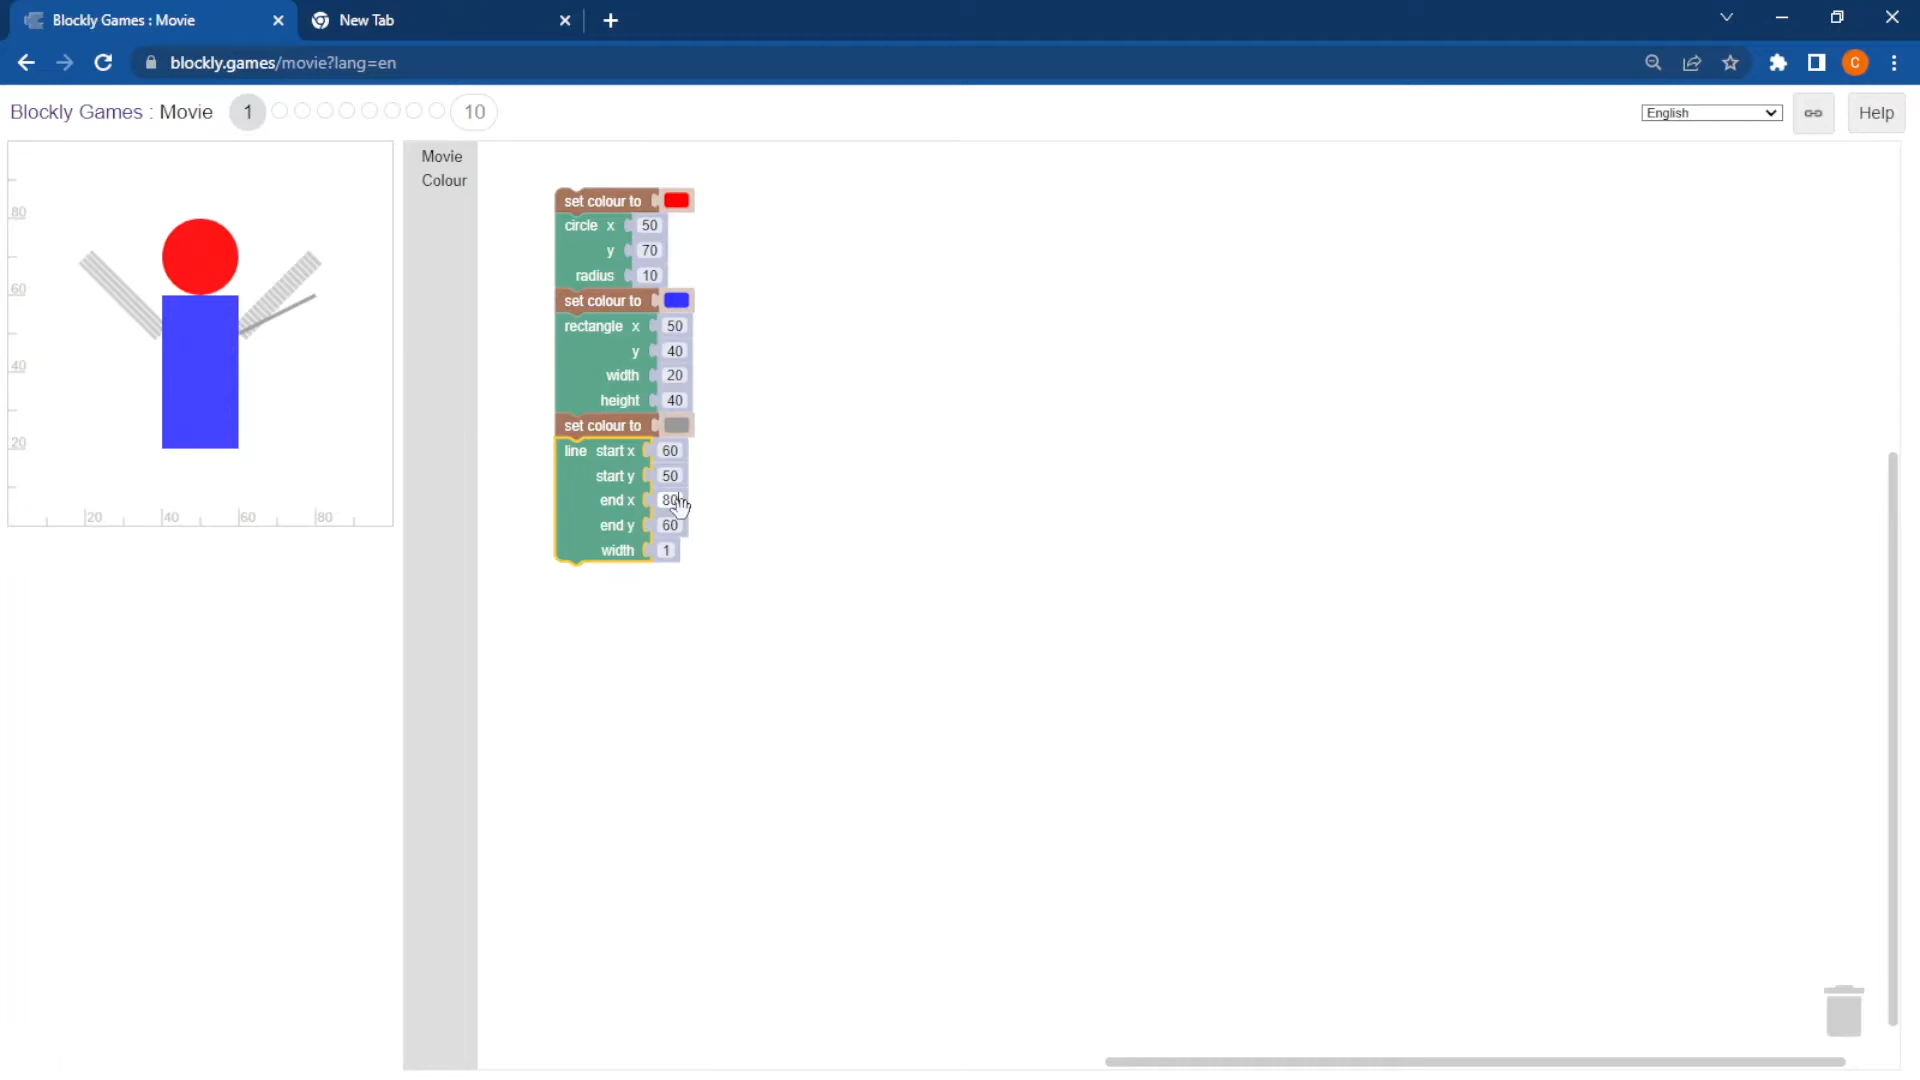 Blockly Games : Movie
New Tab
blockly.games/movie?lang=en
C
Blockly Games : Movie 1 10
English
Help
Movie
Colour
80
60
40
20
20 40 60 80
set colour to
circle x 50
y 70
radius 10
set colour to
rectangle x 50
y 40
width 20
height 40
set colour to
line start x 60
start y 50
end x 80
end y 60
width 1